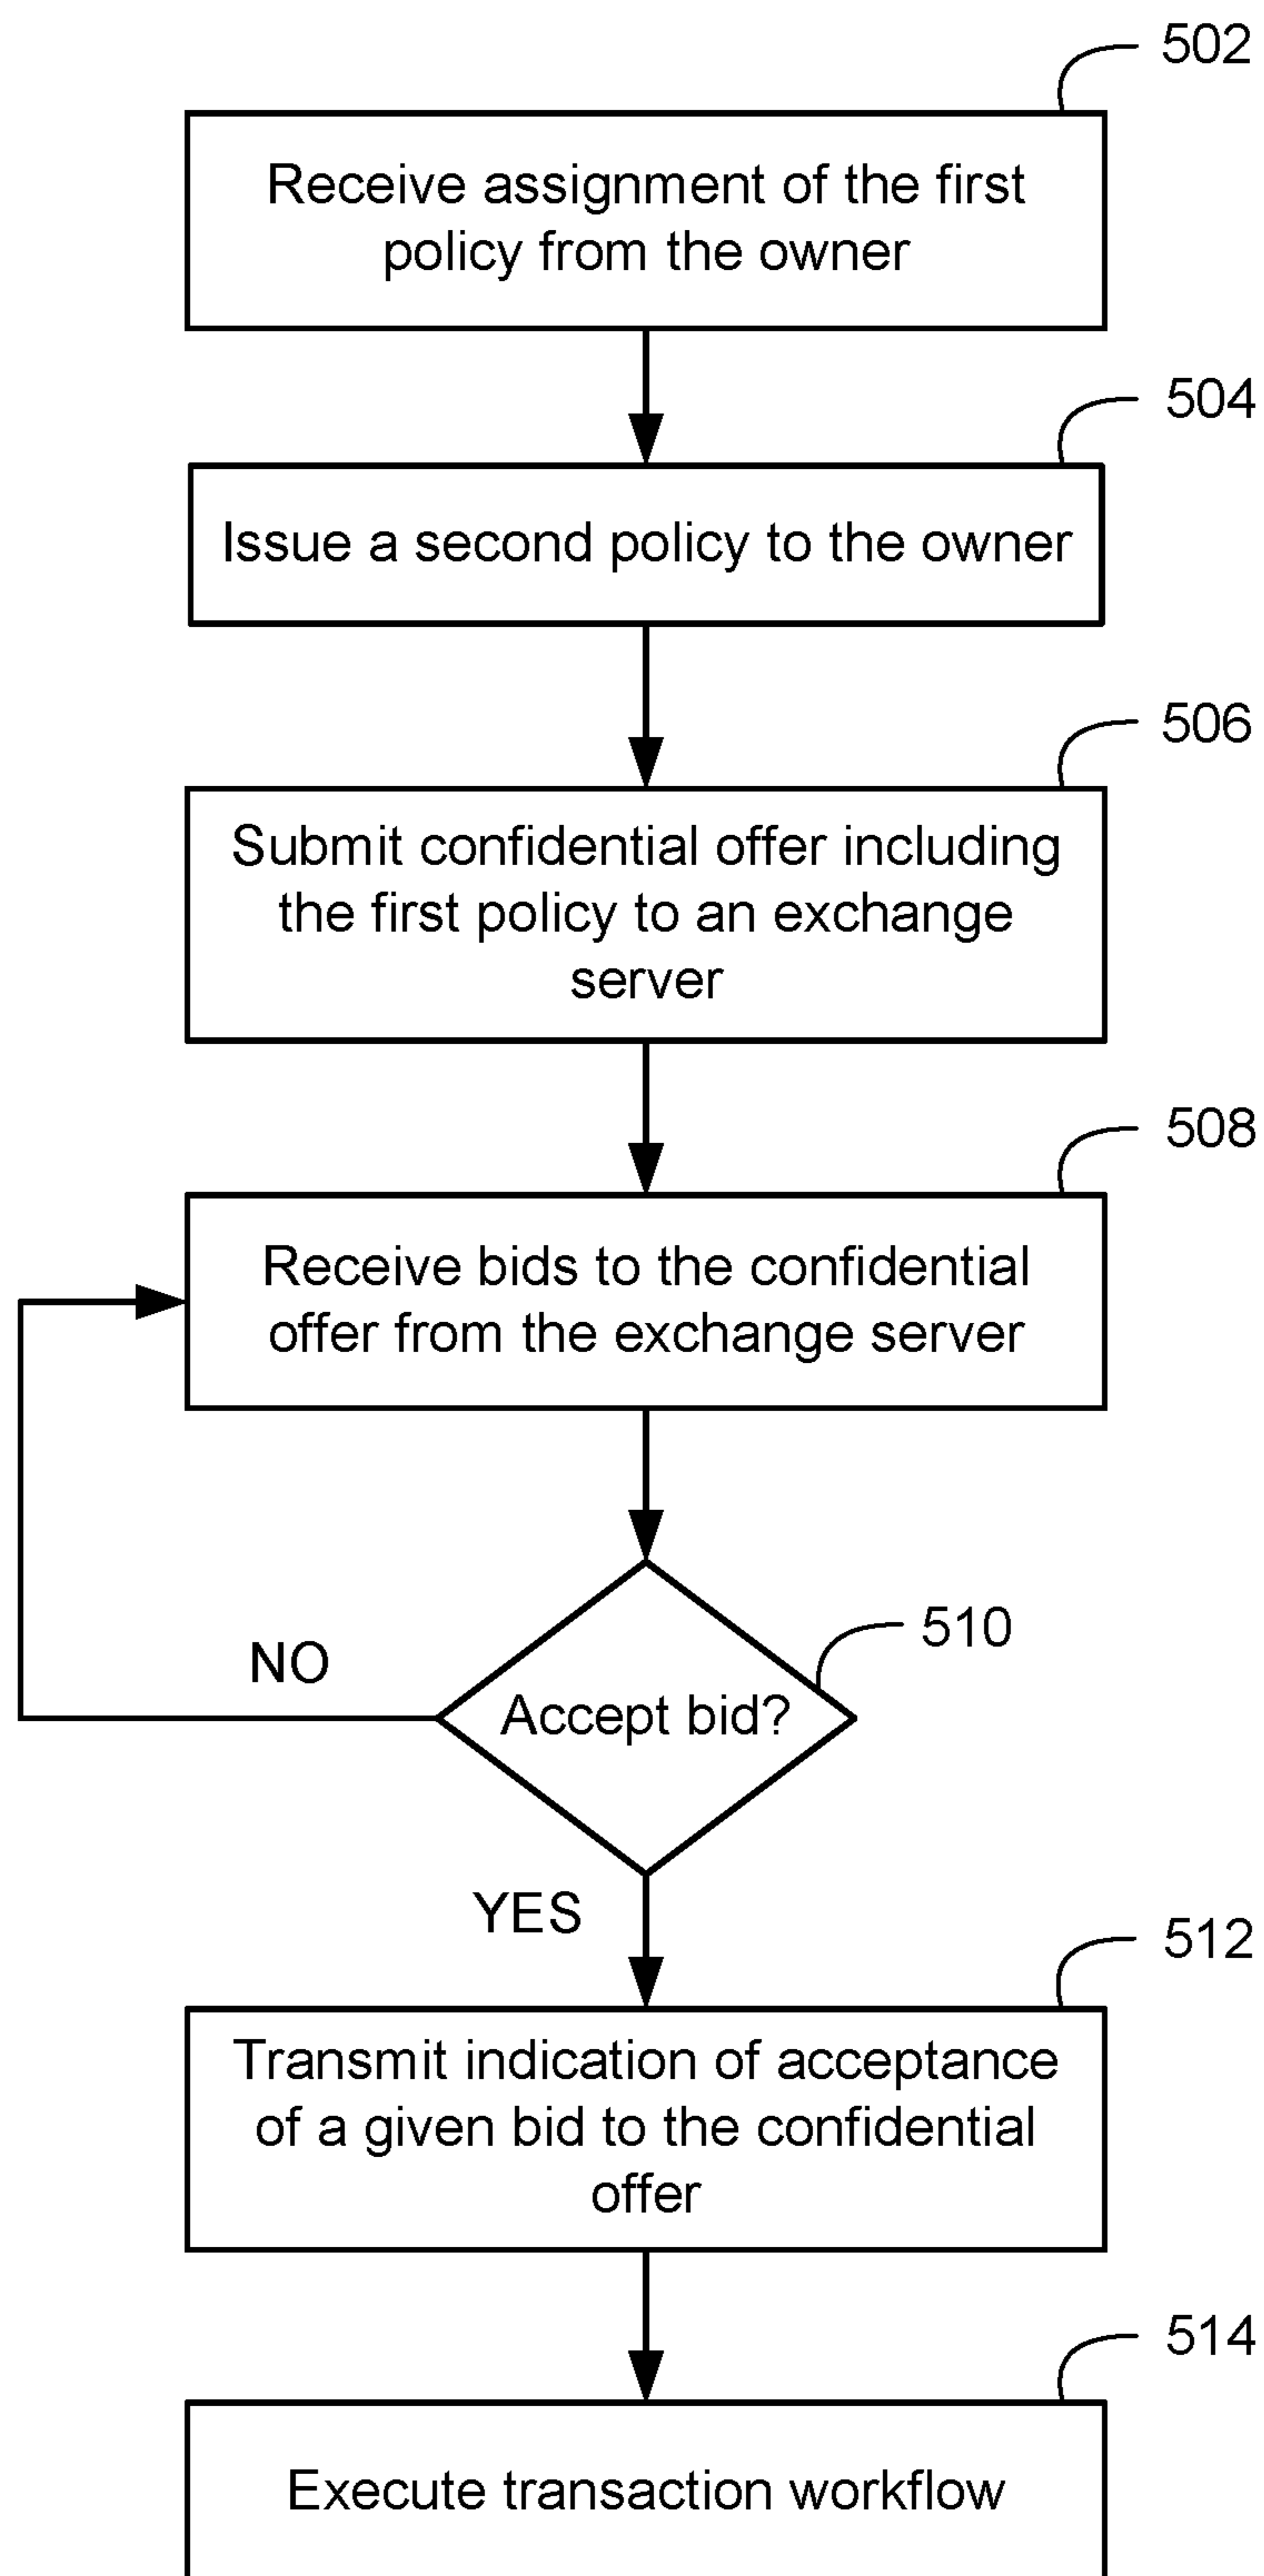 502
Receive assignment of the first
policy from the owner
504
Issue a second policy to the owner
506
Submit confidential offer including
the first policy to an exchange
server
508
Receive bids to the confidential
offer from the exchange server
510
NO
Accept bid?
YES
512
Transmit indication of acceptance
of a given bid to the confidential
offer
514
Execute transaction workflow